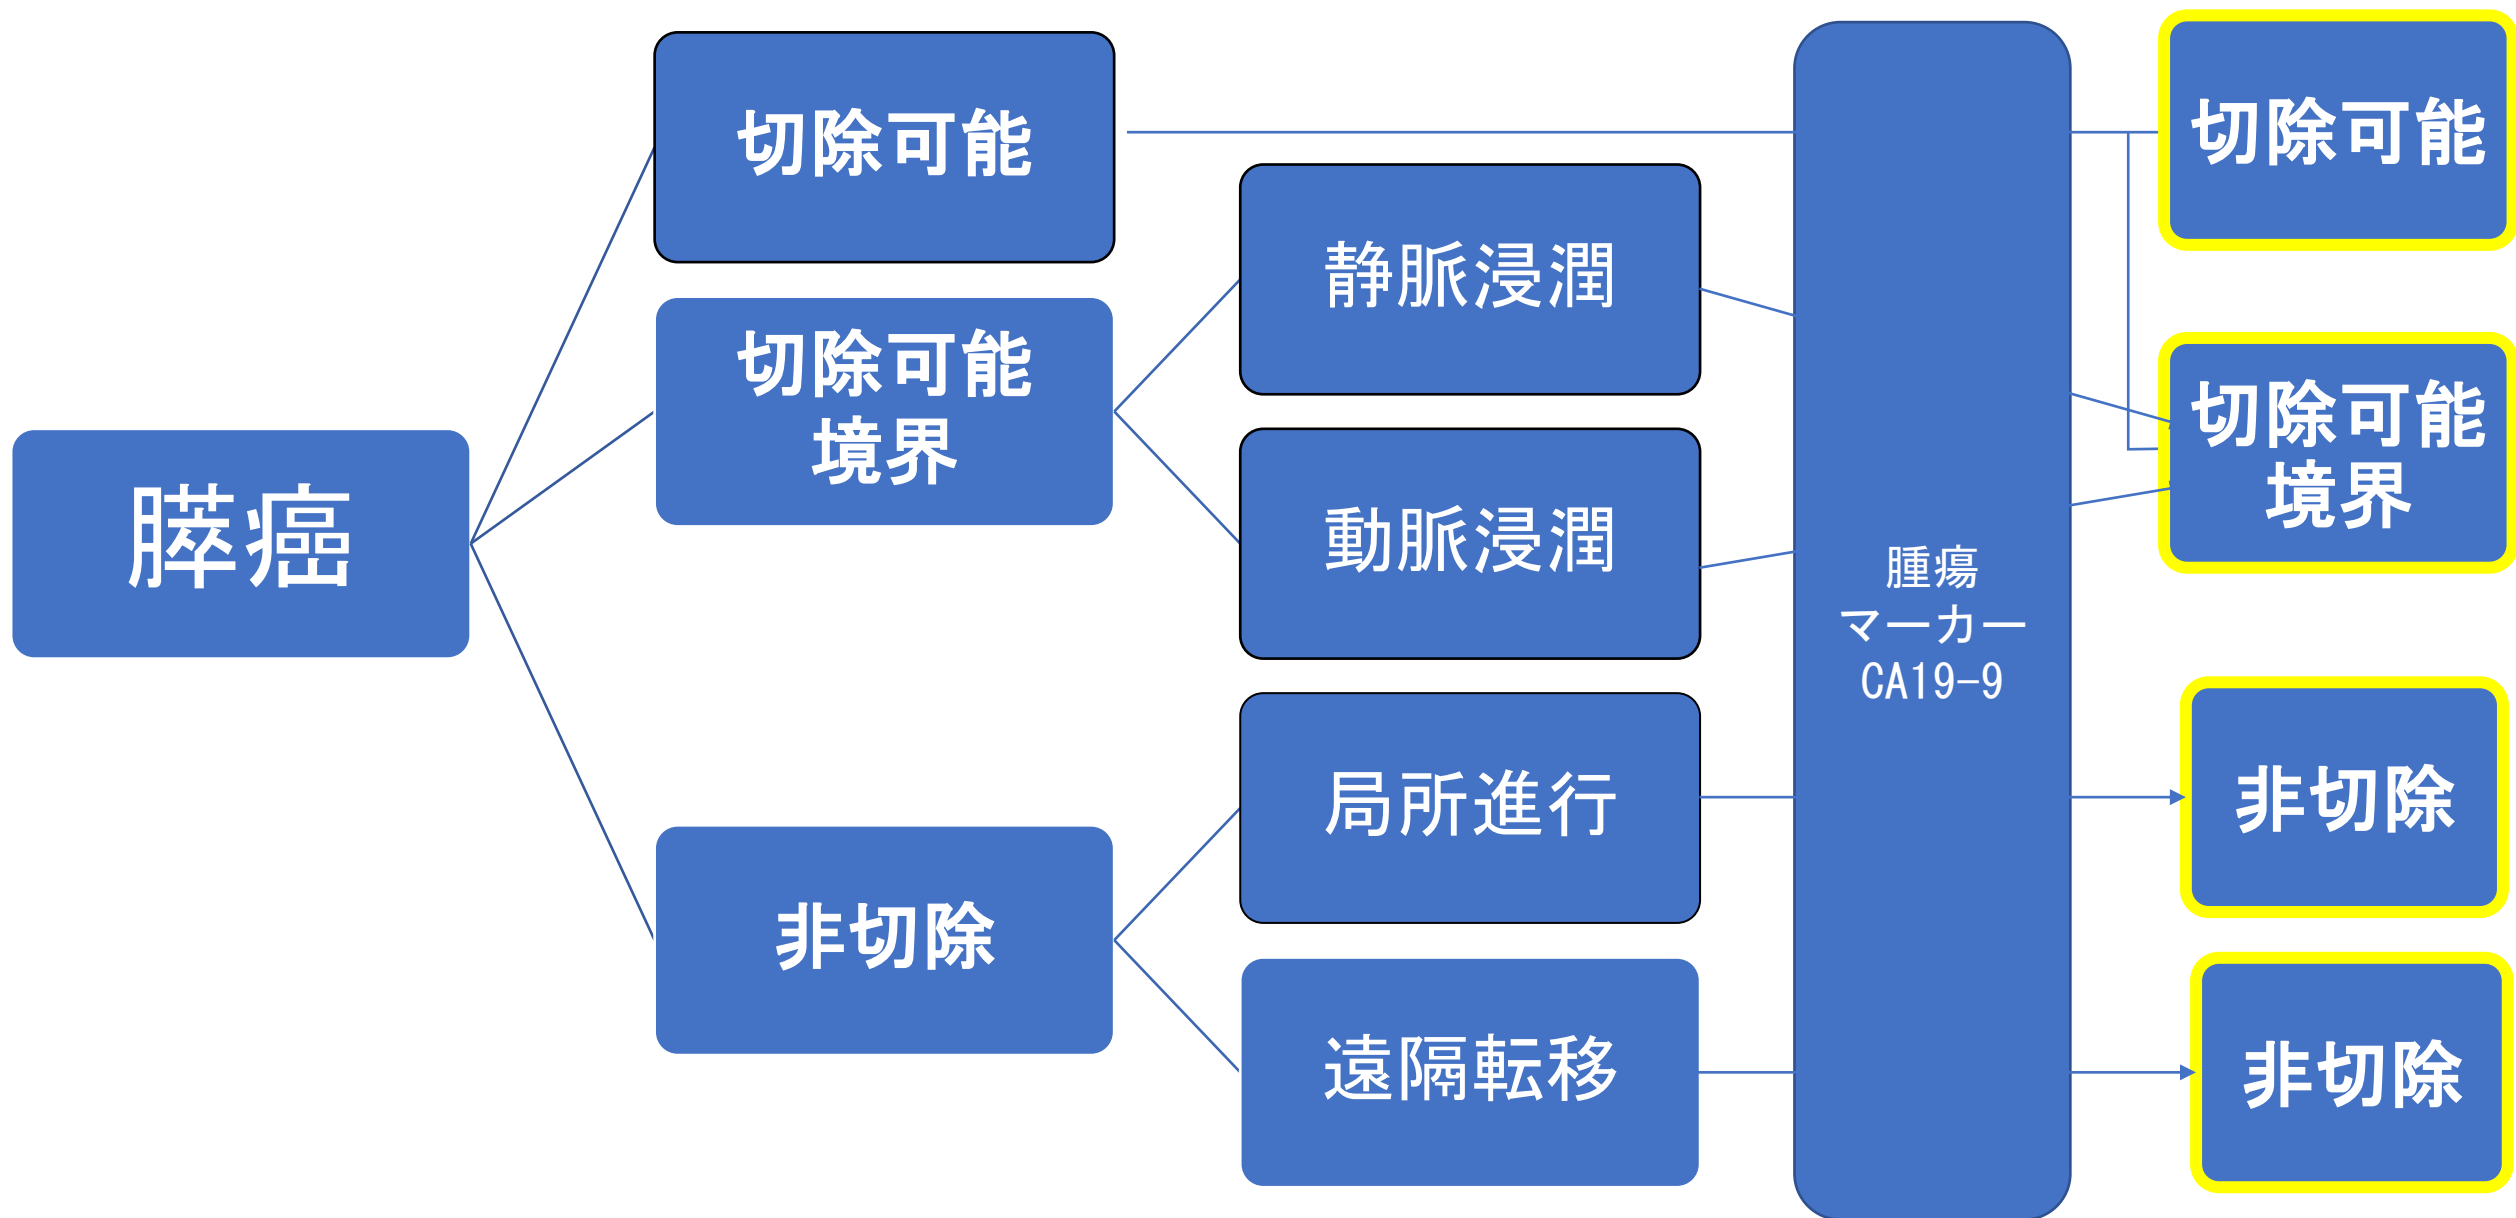 膵癌
切除可能
切除可能
境界
非切除
静脈浸潤
動脈浸潤
局所進行
遠隔転移
腫瘍
マーカー
CA19-9
切除可能
切除可能
境界
非切除
非切除